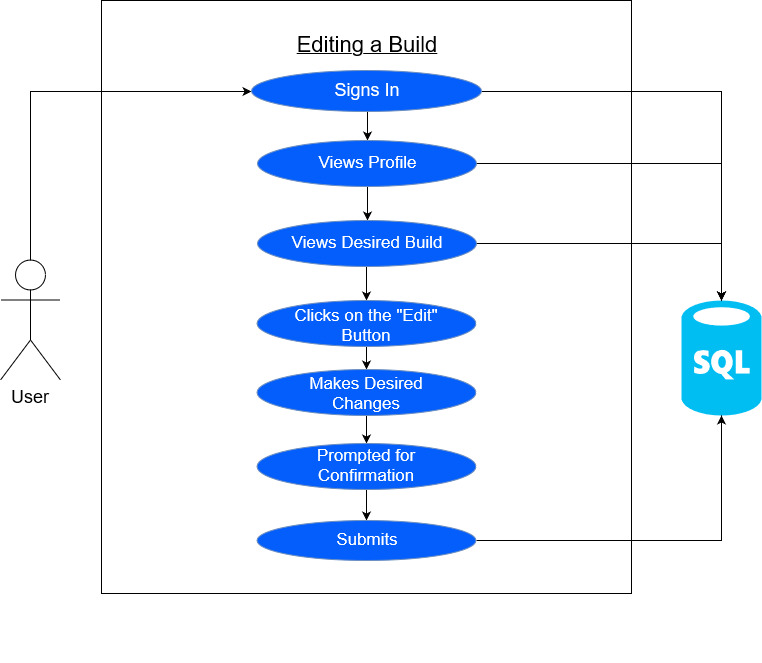 Editing a Build
Signs In
Views Profile
Views Desired Build
Clicks on the "Edit"
Button
Makes Desired
Changes
Prompted for
Confirmation
Submits
User
SQL